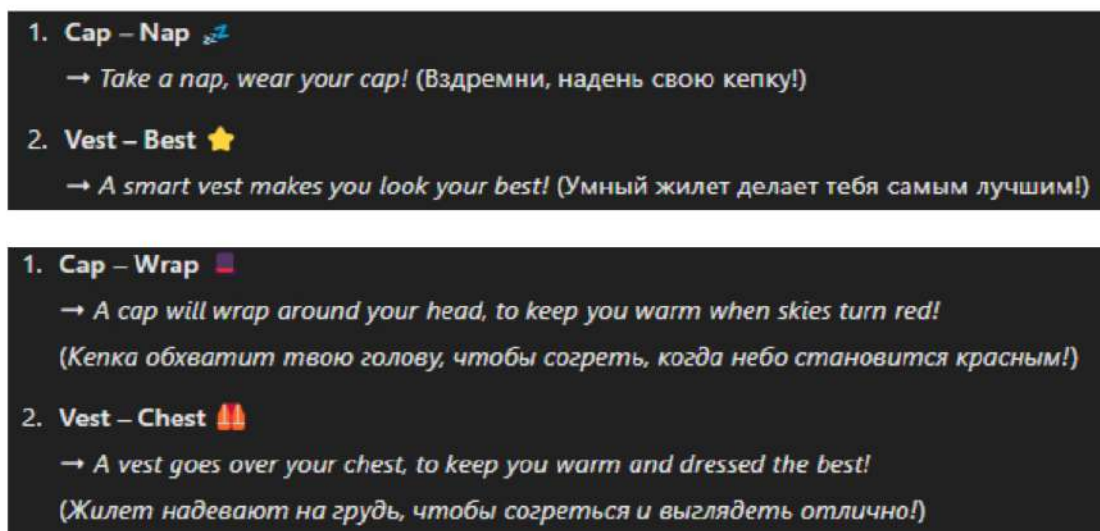 1. Cap – Nap 💤
→ Take a nap, wear your cap! (Вздремни, надень свою кепку!)
2. Vest – Best ⭐
→ A smart vest makes you look your best! (Умный жилет делает тебя самым лучшим!)
1. Cap – Wrap
→ A cap will wrap around your head, to keep you warm when skies turn red!
(Кепка обхватит твою голову, чтобы согреть, когда небо становится красным!)
2. Vest – Chest 🦺
→ A vest goes over your chest, to keep you warm and dressed the best!
(Жилет надевают на грудь, чтобы согреться и выглядеть отлично!)